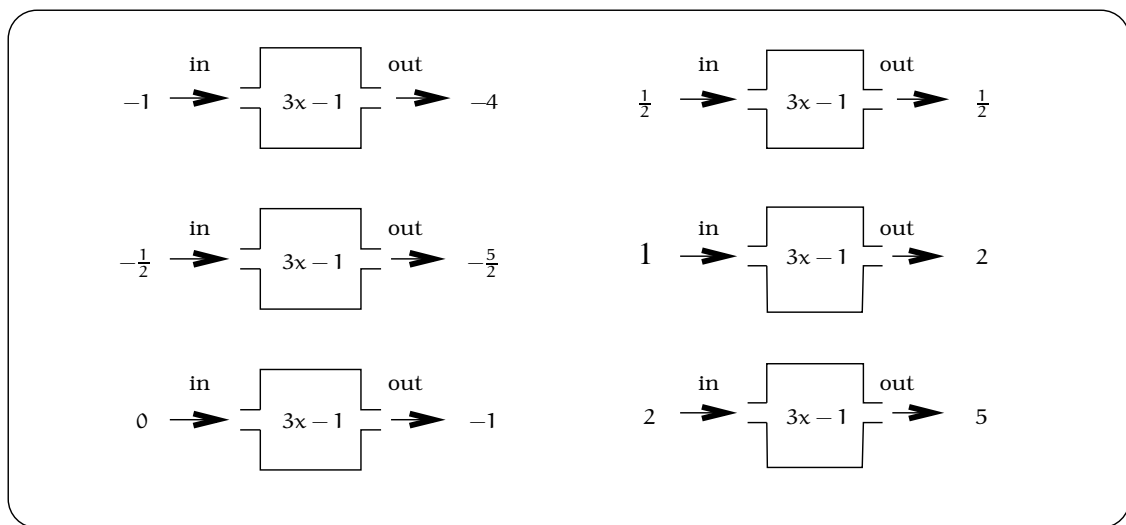 in out in out
−1 3x − 1 −4 1/2 3x − 1 1/2
in out in out
−1/2 3x − 1 −5/2 1 3x − 1 2
in out in out
0 3x − 1 −1 2 3x − 1 5